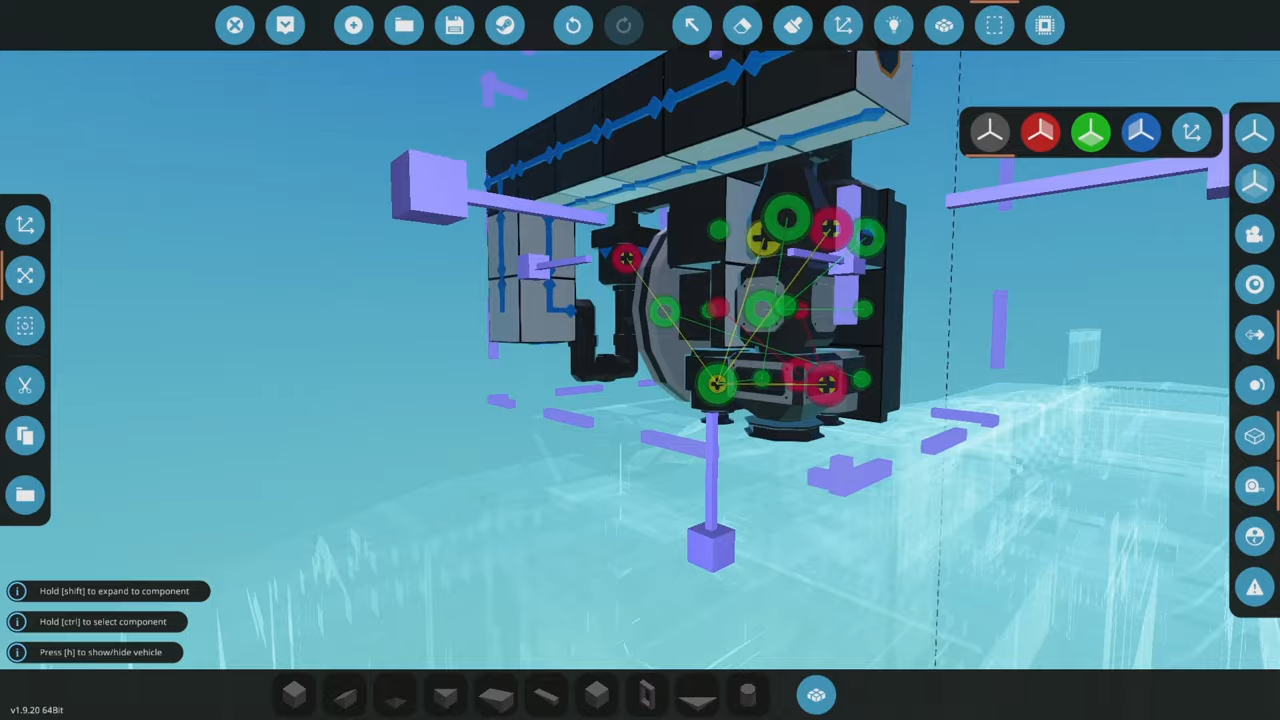 Hold [shift] to expand to component
Hold [ctrl] to select component
Press [h] to show/hide vehicle
v1.9.20 64Bit